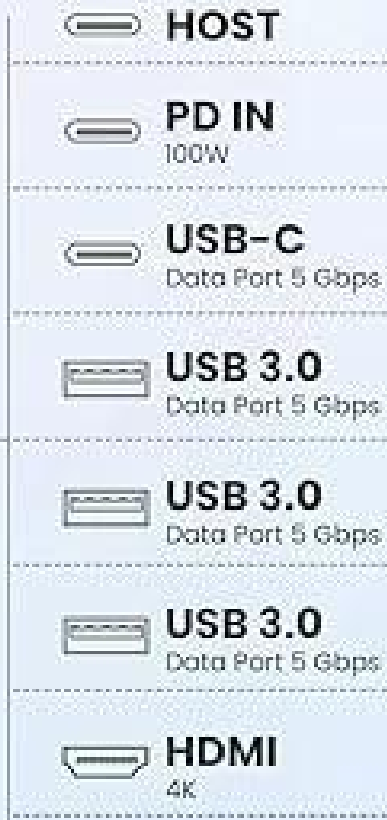 HOST
PD IN
100W
USB-C
Data Port 5 Gbps
USB 3.0
Data Port 5 Gbps
USB 3.0
Data Port 5 Gbps
USB 3.0
Data Port 5 Gbps
HDMI
4K